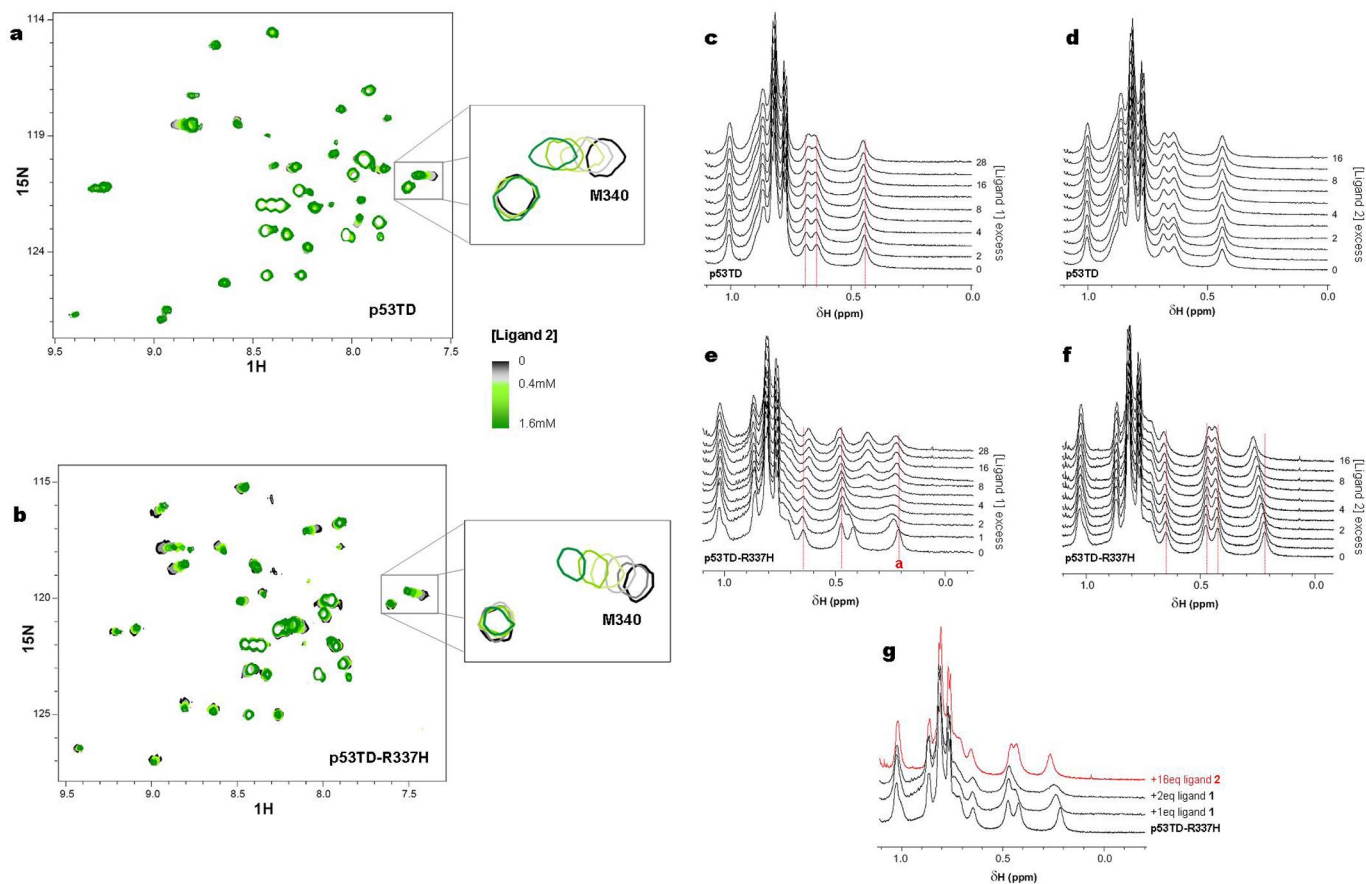 a
114
119
124
15N
9.5
9.0
8.5
8.0
7.5
1H
p53TD
M340
[Ligand 2]
0
0.4mM
1.6mM
b
115
120
125
15N
9.5
9.0
8.5
8.0
7.5
1H
p53TD-R337H
M340
c
28
16
8
4
2
0
[Ligand 1] excess
p53TD
1.0
0.5
0.0
δH (ppm)
d
16
8
4
2
0
[Ligand 2] excess
p53TD
1.0
0.5
0.0
δH (ppm)
e
28
16
8
4
2
1
0
[Ligand 1] excess
p53TD-R337H
a
1.0
0.5
0.0
δH (ppm)
f
16
8
4
2
0
[Ligand 2] excess
p53TD-R337H
1.0
0.5
0.0
δH (ppm)
g
+16eq ligand 2
+2eq ligand 1
+1eq ligand 1
p53TD-R337H
1.0
0.5
0.0
δH (ppm)